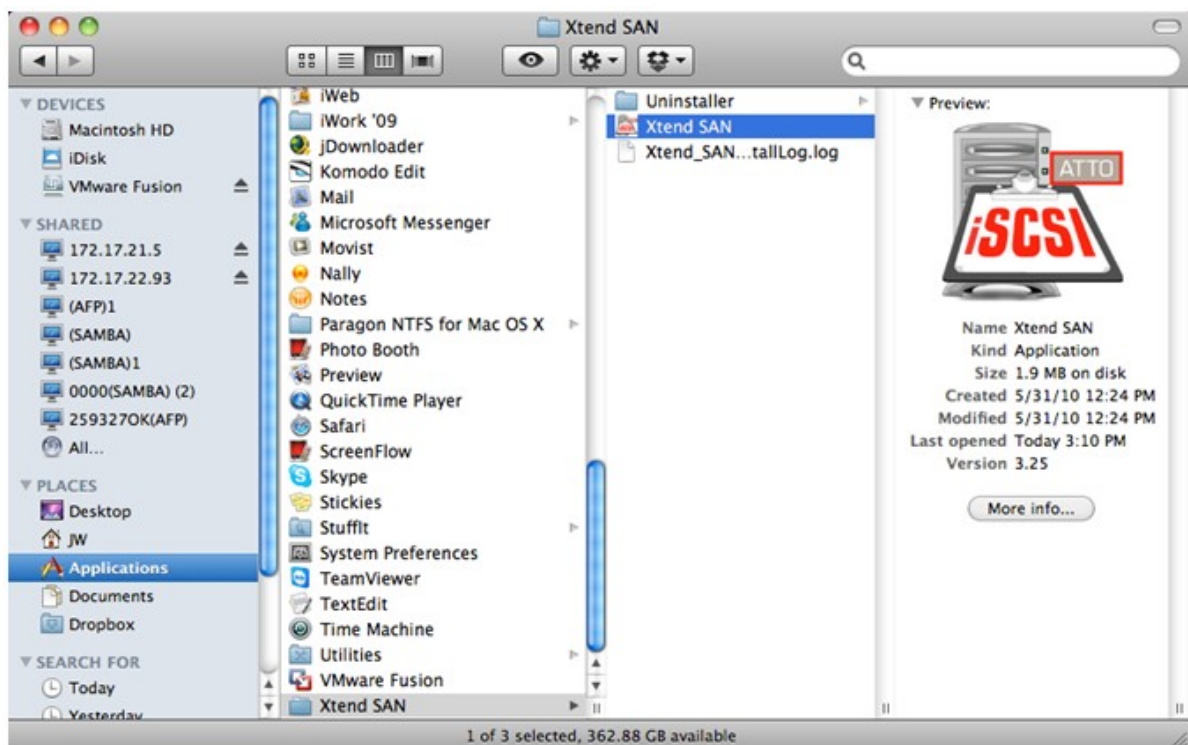 Xtend SAN
DEVICES
Macintosh HD
iDisk
VMware Fusion
SHARED
172.17.21.5
172.17.22.93
(AFP)1
(SAMBA)
(SAMBA)1
0000(SAMBA) (2)
259327OK(AFP)
All...
PLACES
Desktop
JW
Applications
Documents
Dropbox
SEARCH FOR
Today
Yesterday
iWeb
iWork '09
jDownloader
Komodo Edit
Mail
Microsoft Messenger
Movist
Nally
Notes
Paragon NTFS for Mac OS X
Photo Booth
Preview
QuickTime Player
Safari
ScreenFlow
Skype
Stickies
StuffIt
System Preferences
TeamViewer
TextEdit
Time Machine
Utilities
VMware Fusion
Xtend SAN
Uninstaller
Xtend SAN
Xtend_SAN...tallLog.log
Preview:
ATTO
iSCSI
Name Xtend SAN
Kind Application
Size 1.9 MB on disk
Created 5/31/10 12:24 PM
Modified 5/31/10 12:24 PM
Last opened Today 3:10 PM
Version 3.25
More info...
1 of 3 selected, 362.88 GB available